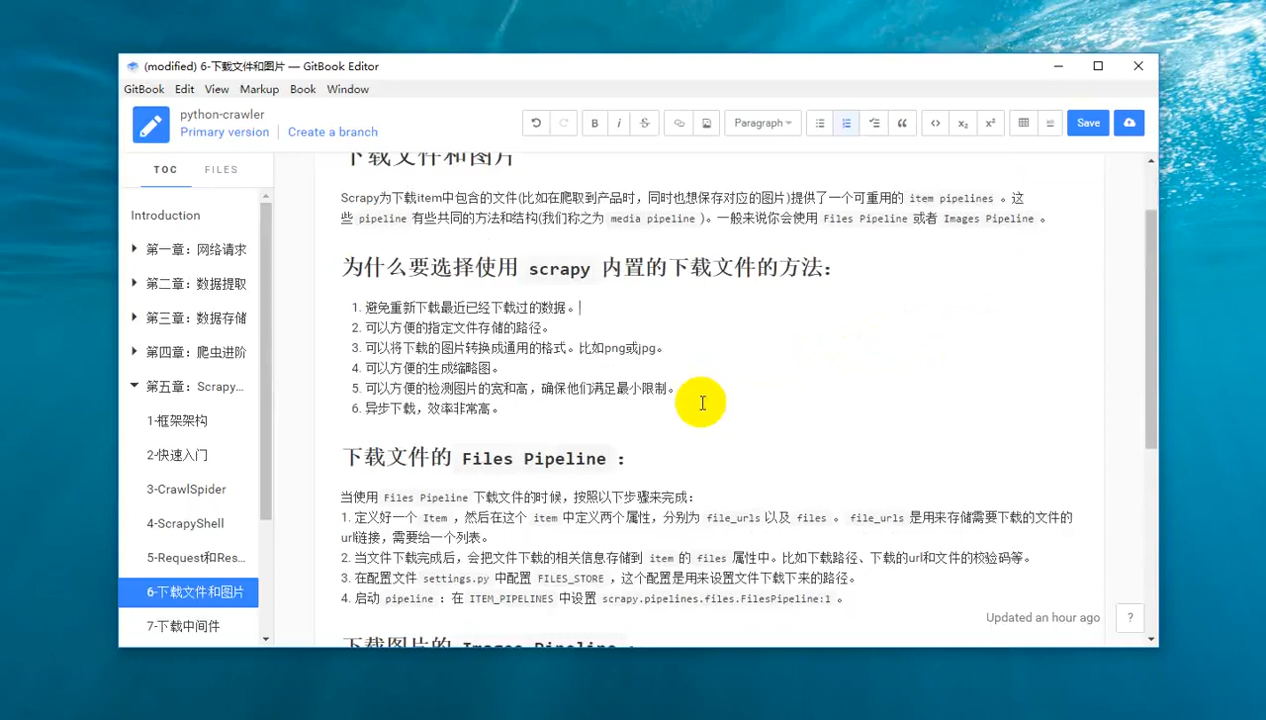 (modified) 6-下载文件和图片 — GitBook Editor
GitBook Edit View Markup Book Window
python-crawler
Primary version Create a branch
B i S Paragraph “ <> x₂ x² Save
TOC FILES
Introduction
第一章：网络请求
第二章：数据提取
第三章：数据存储
第四章：爬虫进阶
第五章：Scrapy...
1-框架架构
2-快速入门
3-CrawlSpider
4-ScrapyShell
5-Request和Res...
6-下载文件和图片
7-下载中间件
下载文件和图片
Scrapy为下载item中包含的文件(比如在爬取到产品时，同时也想保存对应的图片)提供了一个可重用的 item pipelines 。这
些 pipeline 有些共同的方法和结构(我们称之为 media pipeline )。一般来说你会使用 Files Pipeline 或者 Images Pipeline 。
为什么要选择使用 scrapy 内置的下载文件的方法：
1. 避免重新下载最近已经下载过的数据。
2. 可以方便的指定文件存储的路径。
3. 可以将下载的图片转换成通用的格式。比如png或jpg。
4. 可以方便的生成缩略图。
5. 可以方便的检测图片的宽和高，确保他们满足最小限制。
6. 异步下载，效率非常高。
下载文件的 Files Pipeline ：
当使用 Files Pipeline 下载文件的时候，按照以下步骤来完成：
1. 定义好一个 Item ，然后在这个 item 中定义两个属性，分别为 file_urls 以及 files 。 file_urls 是用来存储需要下载的文件的
url链接，需要给一个列表。
2. 当文件下载完成后，会把文件下载的相关信息存储到 item 的 files 属性中。比如下载路径、下载的url和文件的校验码等。
3. 在配置文件 settings.py 中配置 FILES_STORE ，这个配置是用来设置文件下载下来的路径。
4. 启动 pipeline ：在 ITEM_PIPELINES 中设置 scrapy.pipelines.files.FilesPipeline:1 。
Updated an hour ago ?
下载图片的 Images Pipeline ：